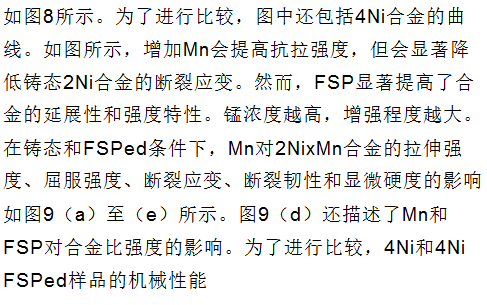 如图8所示。为了进行比较，图中还包括4Ni合金的曲
线。如图所示，增加Mn会提高抗拉强度，但会显著降
低铸态2Ni合金的断裂应变。然而，FSP显著提高了合
金的延展性和强度特性。锰浓度越高，增强程度越大。
在铸态和FSPed条件下，Mn对2NixMn合金的拉伸强
度、屈服强度、断裂应变、断裂韧性和显微硬度的影响
如图9（a）至（e）所示。图9（d）还描述了Mn和
FSP对合金比强度的影响。为了进行比较，4Ni和4Ni
FSPed样品的机械性能